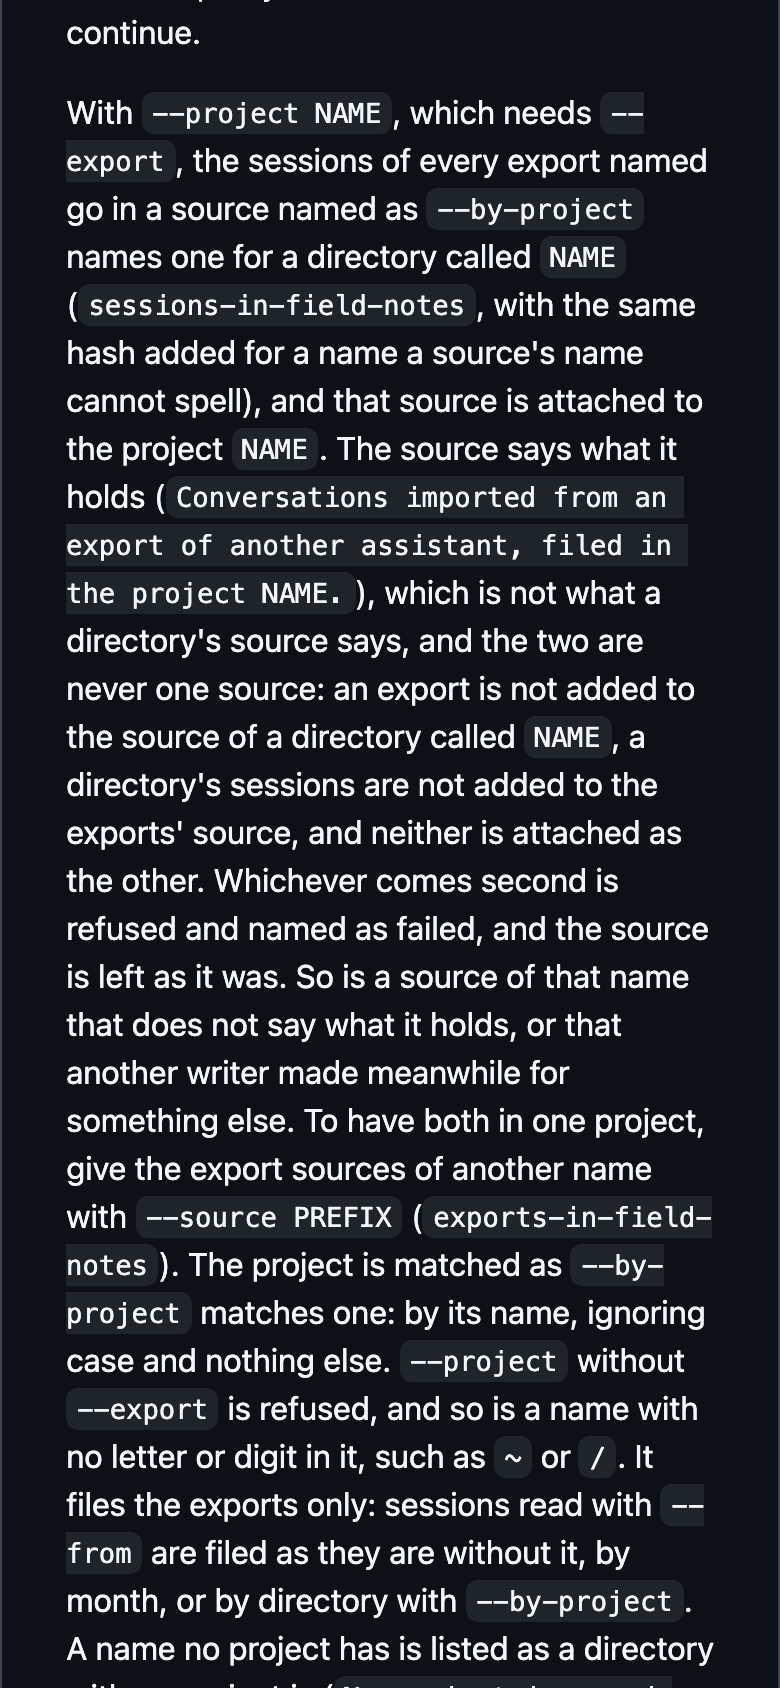 continue.
With --project NAME, which needs --
export, the sessions of every export named
go in a source named as --by-project
names one for a directory called NAME
(sessions-in-field-notes, with the same
hash added for a name a source's name
cannot spell), and that source is attached to
the project NAME. The source says what it
holds (Conversations imported from an
export of another assistant, filed in
the project NAME.), which is not what a
directory's source says, and the two are
never one source: an export is not added to
the source of a directory called NAME, a
directory's sessions are not added to the
exports' source, and neither is attached as
the other. Whichever comes second is
refused and named as failed, and the source
is left as it was. So is a source of that name
that does not say what it holds, or that
another writer made meanwhile for
something else. To have both in one project,
give the export sources of another name
with --source PREFIX (exports-in-field-
notes). The project is matched as --by-
project matches one: by its name, ignoring
case and nothing else. --project without
--export is refused, and so is a name with
no letter or digit in it, such as ~ or /. It
files the exports only: sessions read with --
from are filed as they are without it, by
month, or by directory with --by-project.
A name no project has is listed as a directory